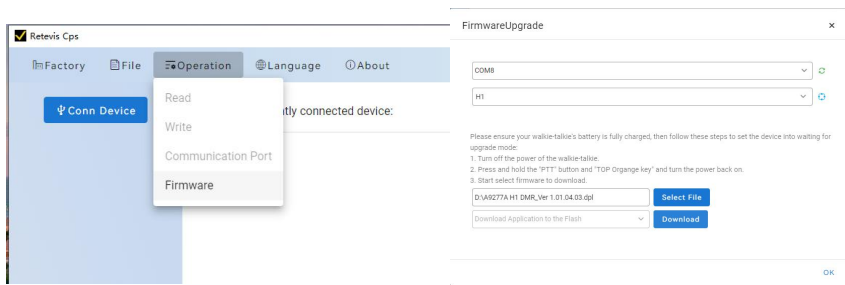 Retevis Cps
Factory File Operation Language About
Conn Device
tly connected device:
Read
Write
Communication Port
Firmware
FirmwareUpgrade
COM8
H1
Please ensure your walkie-talkie's battery is fully charged, then follow these steps to set the device into waiting for
upgrade mode:
1. Turn off the power of the walkie-talkie.
2. Press and hold the "PTT" button and "TOP Organge key" and turn the power back on.
3. Start select firmware to download.
D:\A9277A H1 DMR_Ver 1.01.04.03.dpl Select File
Download Application to the Flash Download
OK